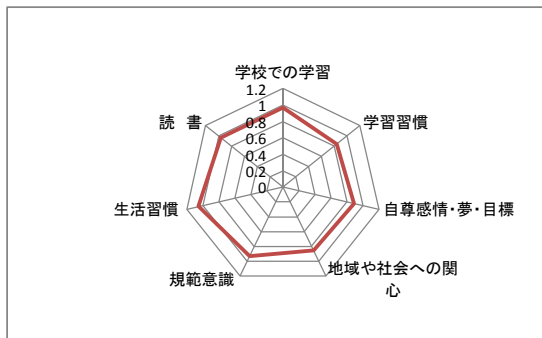 学校での学習
1.2
1
0.8
0.6
0.4
0.2
0
学習習慣
自尊感情・夢・目標
地域や社会への関
心
規範意識
生活習慣
読　書